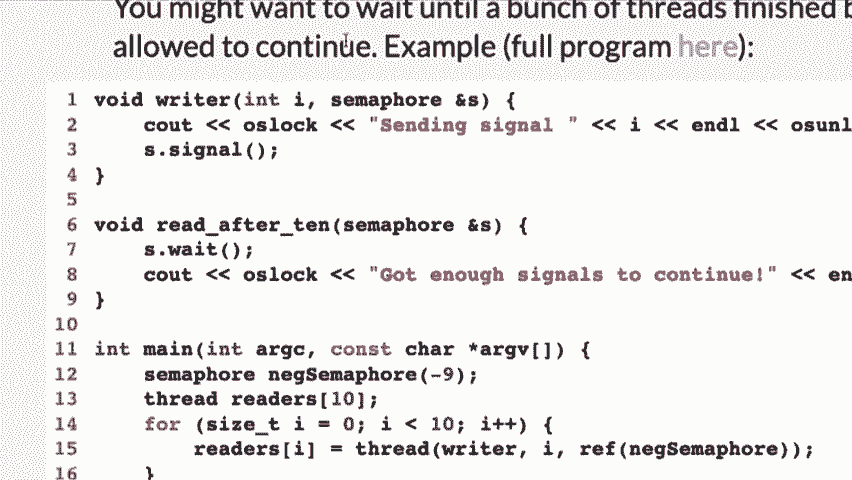 You might want to wait until a bunch of threads finished
allowed to continue. Example (full program here):
1 void writer(int i, semaphore &s) {
2 cout << oslock << "Sending signal " << i << endl << osunl
3 s.signal();
4 }
5
6 void read_after_ten(semaphore &s) {
7 s.wait();
8 cout << oslock << "Got enough signals to continue!" << en
9 }
10
11 int main(int argc, const char *argv[]) {
12 semaphore negSemaphore(-9);
13 thread readers[10];
14 for (size_t i = 0; i < 10; i++) {
15 readers[i] = thread(writer, i, ref(negSemaphore));
16 }